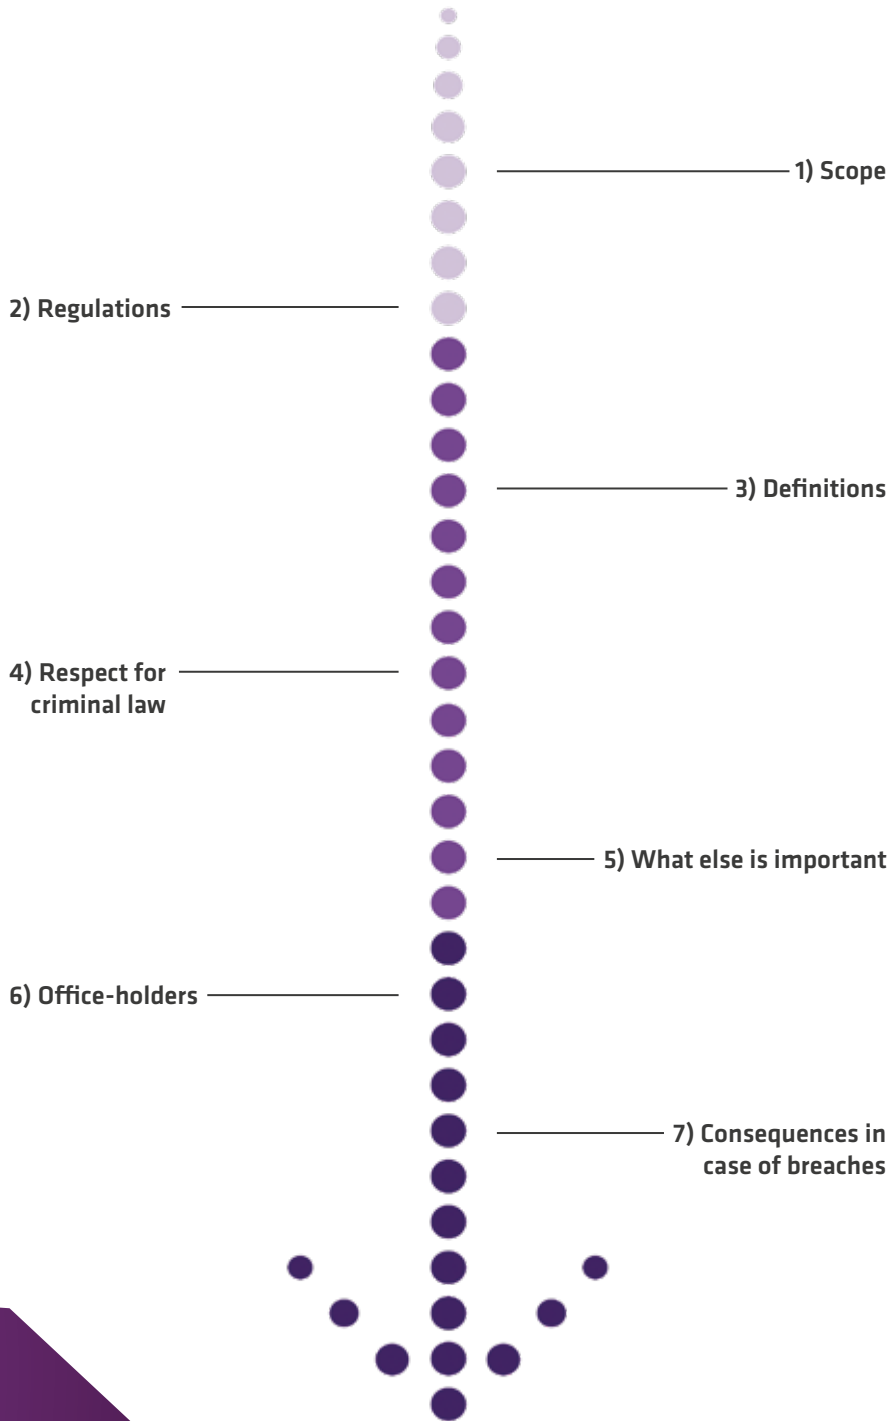 1) Scope
2) Regulations
3) Definitions
4) Respect for
criminal law
5) What else is important
6) Office-holders
7) Consequences in
case of breaches